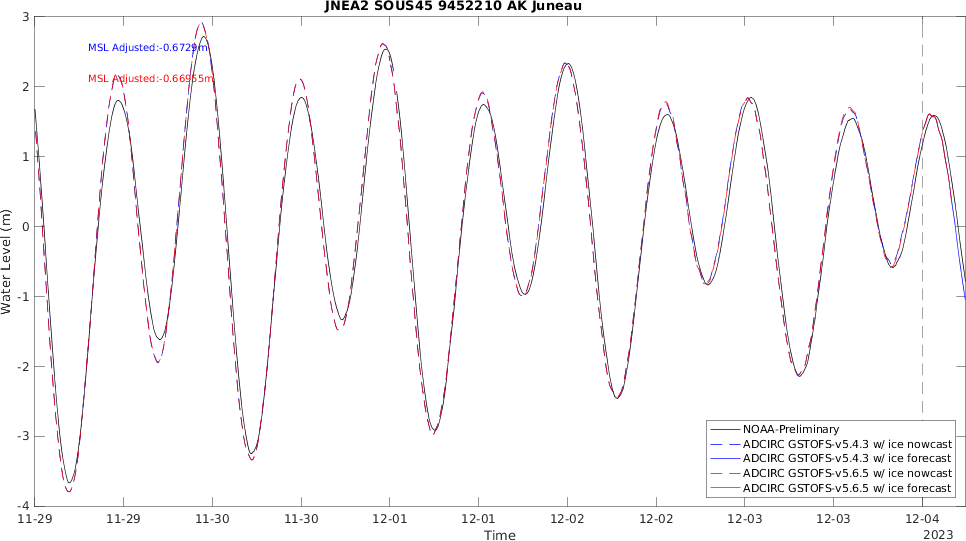 JNEA2 SOUS45 9452210 AK Juneau
MSL Adjusted:-0.6729m
MSL Adjusted:-0.66955m
3
2
1
0
-1
-2
-3
-4
Water Level (m)
11-29
11-29
11-30
11-30
12-01
12-01
12-02
12-02
12-03
12-03
12-04
2023
Time
NOAA-Preliminary
ADCIRC GSTOFS-v5.4.3 w/ ice nowcast
ADCIRC GSTOFS-v5.4.3 w/ ice forecast
ADCIRC GSTOFS-v5.6.5 w/ ice nowcast
ADCIRC GSTOFS-v5.6.5 w/ ice forecast